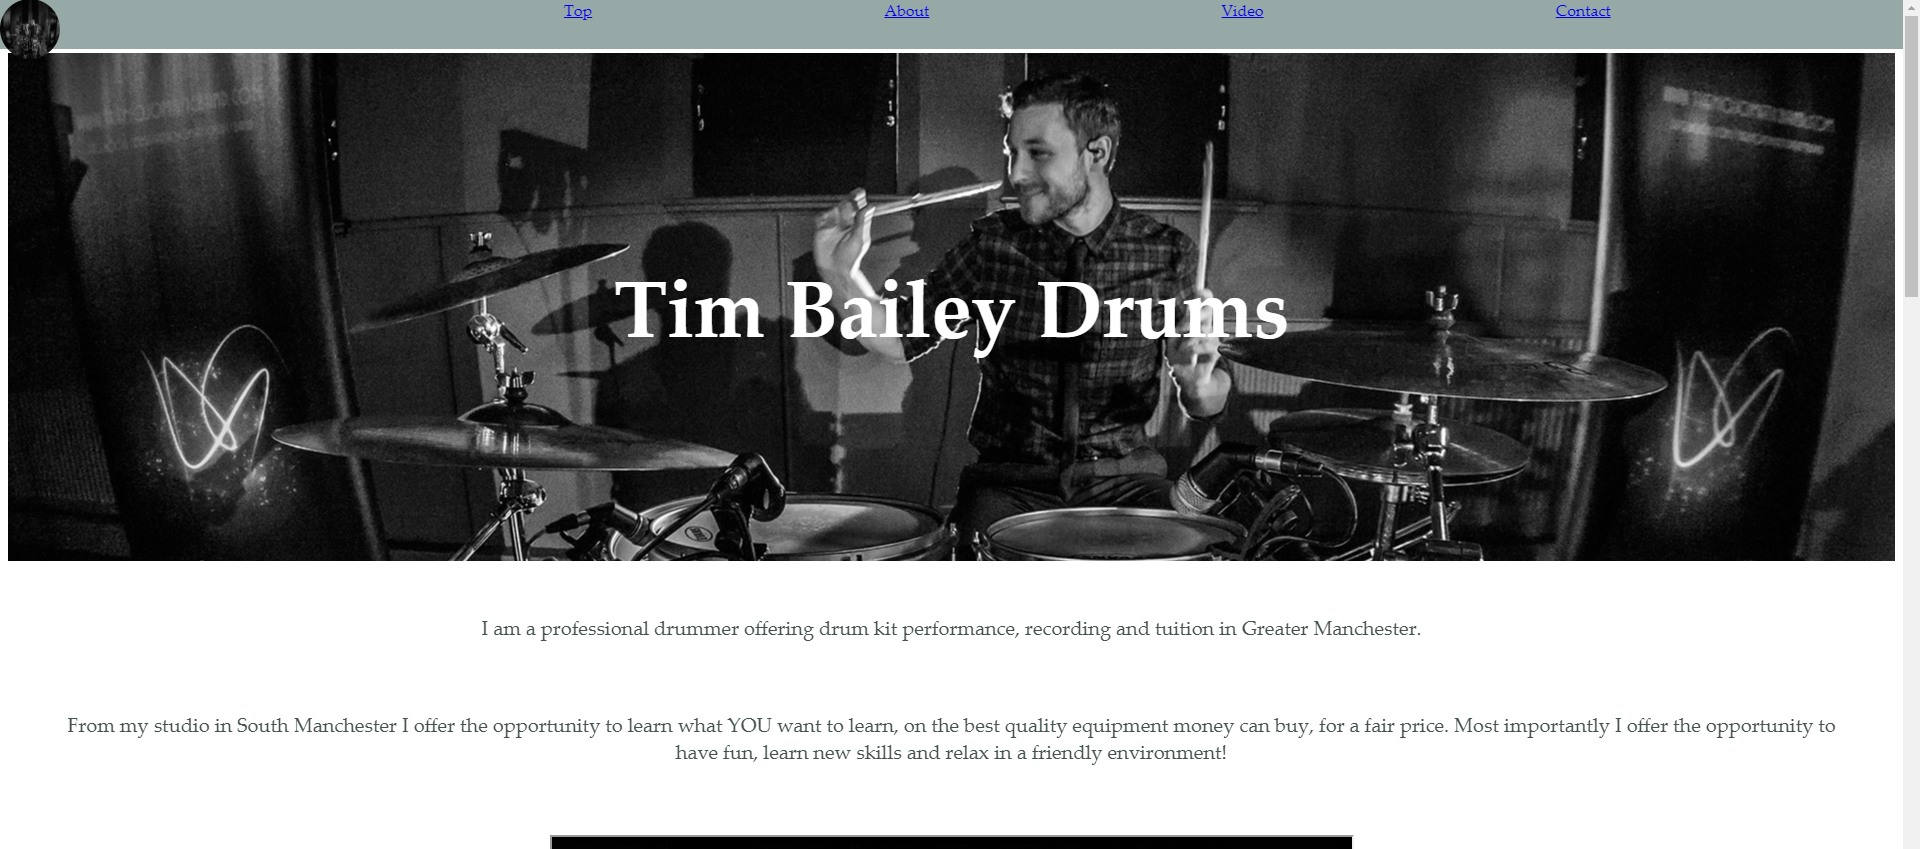 Top About Video Contact
Tim Bailey Drums
I am a professional drummer offering drum kit performance, recording and tuition in Greater Manchester.
From my studio in South Manchester I offer the opportunity to learn what YOU want to learn, on the best quality equipment money can buy, for a fair price. Most importantly I offer the opportunity to
have fun, learn new skills and relax in a friendly environment!